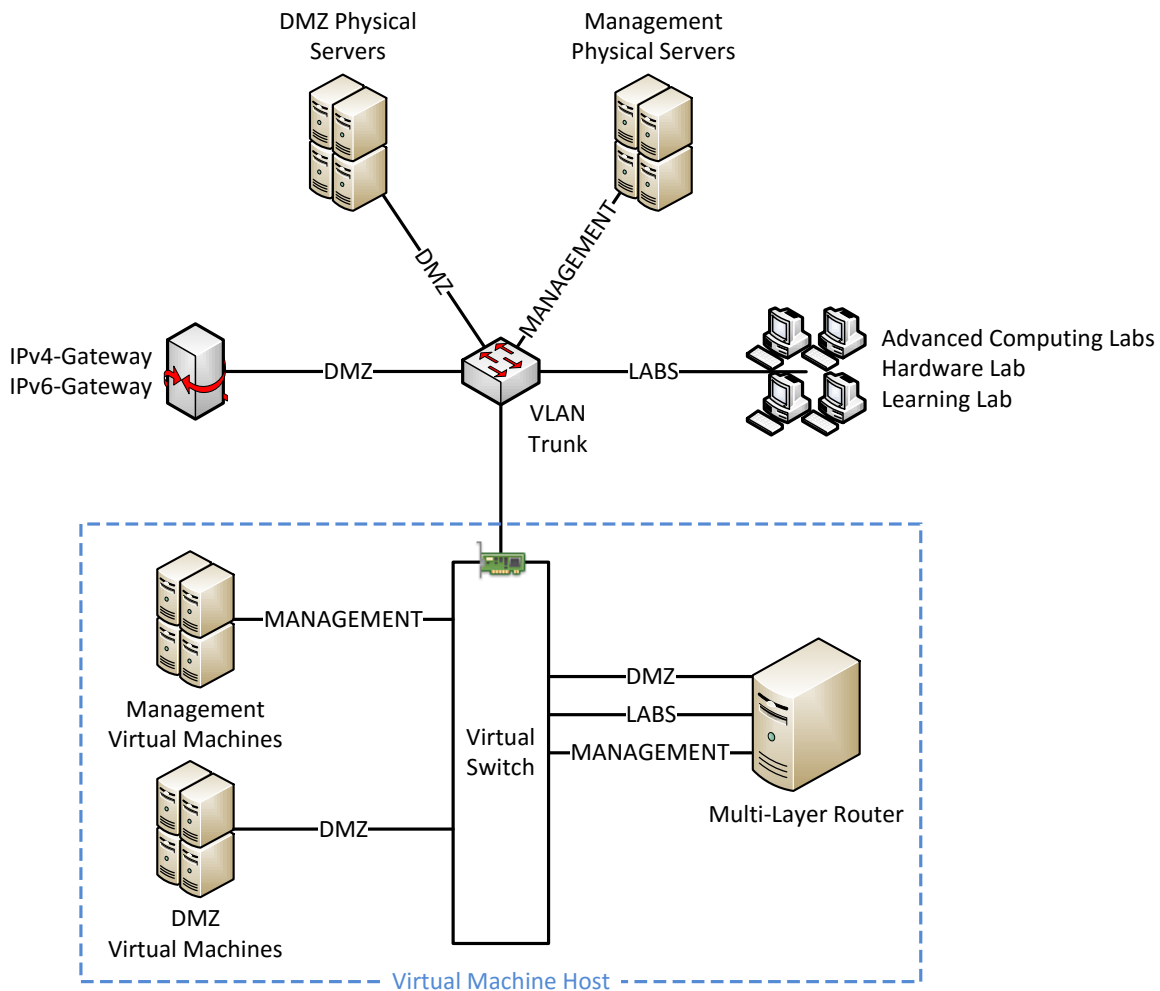 DMZ Physical
Servers
Management
Physical Servers
DMZ
MANAGEMENT
IPv4-Gateway
IPv6-Gateway
DMZ
LABS
Advanced Computing Labs
Hardware Lab
Learning Lab
VLAN
Trunk
MANAGEMENT
Management
Virtual Machines
DMZ
DMZ
Virtual Machines
Virtual
Switch
DMZ
LABS
MANAGEMENT
Multi-Layer Router
Virtual Machine Host